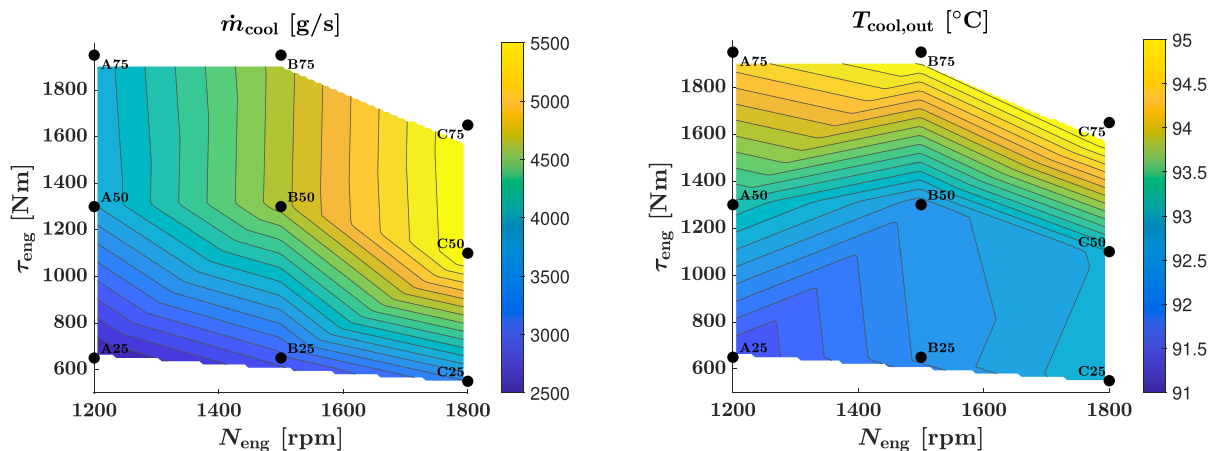 ṁcool [g/s]
5500
5000
4500
4000
3500
3000
2500
τeng [Nm]
1800
1600
1400
1200
1000
800
600
A75
B75
C75
A50
B50
C50
A25
B25
C25
1200
1400
1600
1800
Neng [rpm]
Tcool,out [°C]
95
94.5
94
93.5
93
92.5
92
91.5
91
τeng [Nm]
1800
1600
1400
1200
1000
800
600
A75
B75
C75
A50
B50
C50
A25
B25
C25
1200
1400
1600
1800
Neng [rpm]